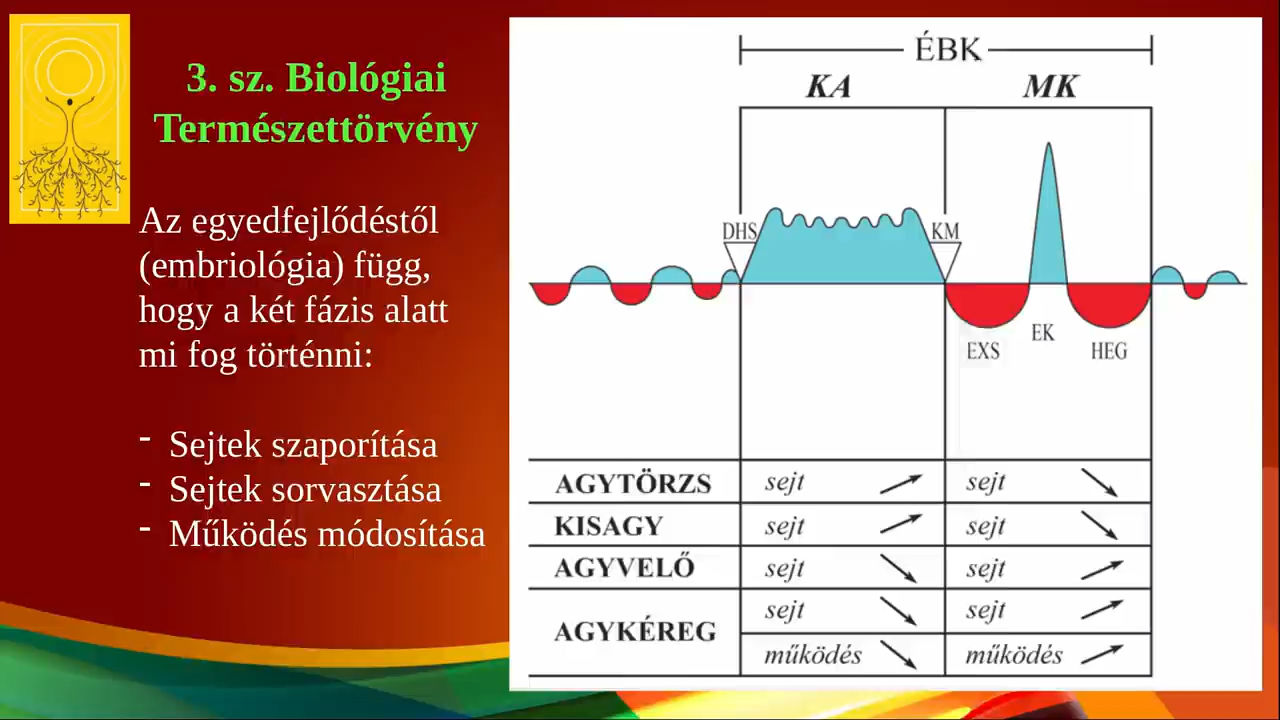 3. sz. Biológiai
Természettörvény
Az egyedfejlődéstől
(embriológia) függ,
hogy a két fázis alatt
mi fog történni:
- Sejtek szaporítása
- Sejtek sorvasztása
- Működés módosítása
ÉBK
KA MK
DHS KM
EXS EK HEG
AGYTÖRZS sejt sejt
KISAGY sejt sejt
AGYVELŐ sejt sejt
AGYKÉREG sejt sejt
működés működés